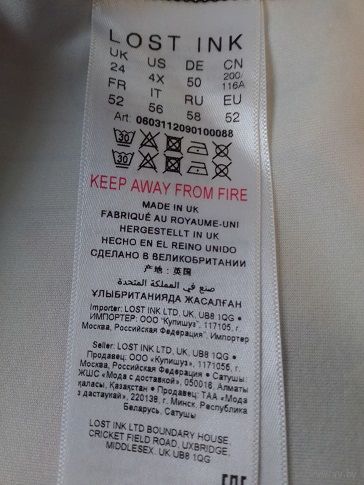 LOST INK
UK US DE CN
24 4X 50 200/116A
FR IT RU EU
52 56 58 52
Art: 0603112090100088
30
30
KEEP AWAY FROM FIRE
MADE IN UK
FABRIQUÉ AU ROYAUME-UNI
HERGESTELLT IN UK
HECHO EN EL REINO UNIDO
СДЕЛАНО В ВЕЛИКОБРИТАНИИ
产地：英国
صنع في المملكة المتحدة
ҰЛЫБРИТАНИЯДА ЖАСАЛҒАН
Importer: LOST INK LTD, UK, UB8 1QG •
ИМПОРТЕР: ООО "Купишуз", 117105, г.
Москва, Российская Федерация • Импортер
Seller: LOST INK LTD, UK, UB8 1QG •
Продавец: ООО «Купишуз», 117105, г.
Москва, Российская Федерация • Сатушы
ЖШС «Мода с доставкой», 050016, Алматы
қаласы, Қазақстан • Продавец: ТАА «Мода
з дастаукай», 220138, г. Минск, Республика
Беларусь, Сатушы
LOST INK LTD BOUNDARY HOUSE,
CRICKET FIELD ROAD, UXBRIDGE,
MIDDLESEX, UK UB8 1QG
EAC